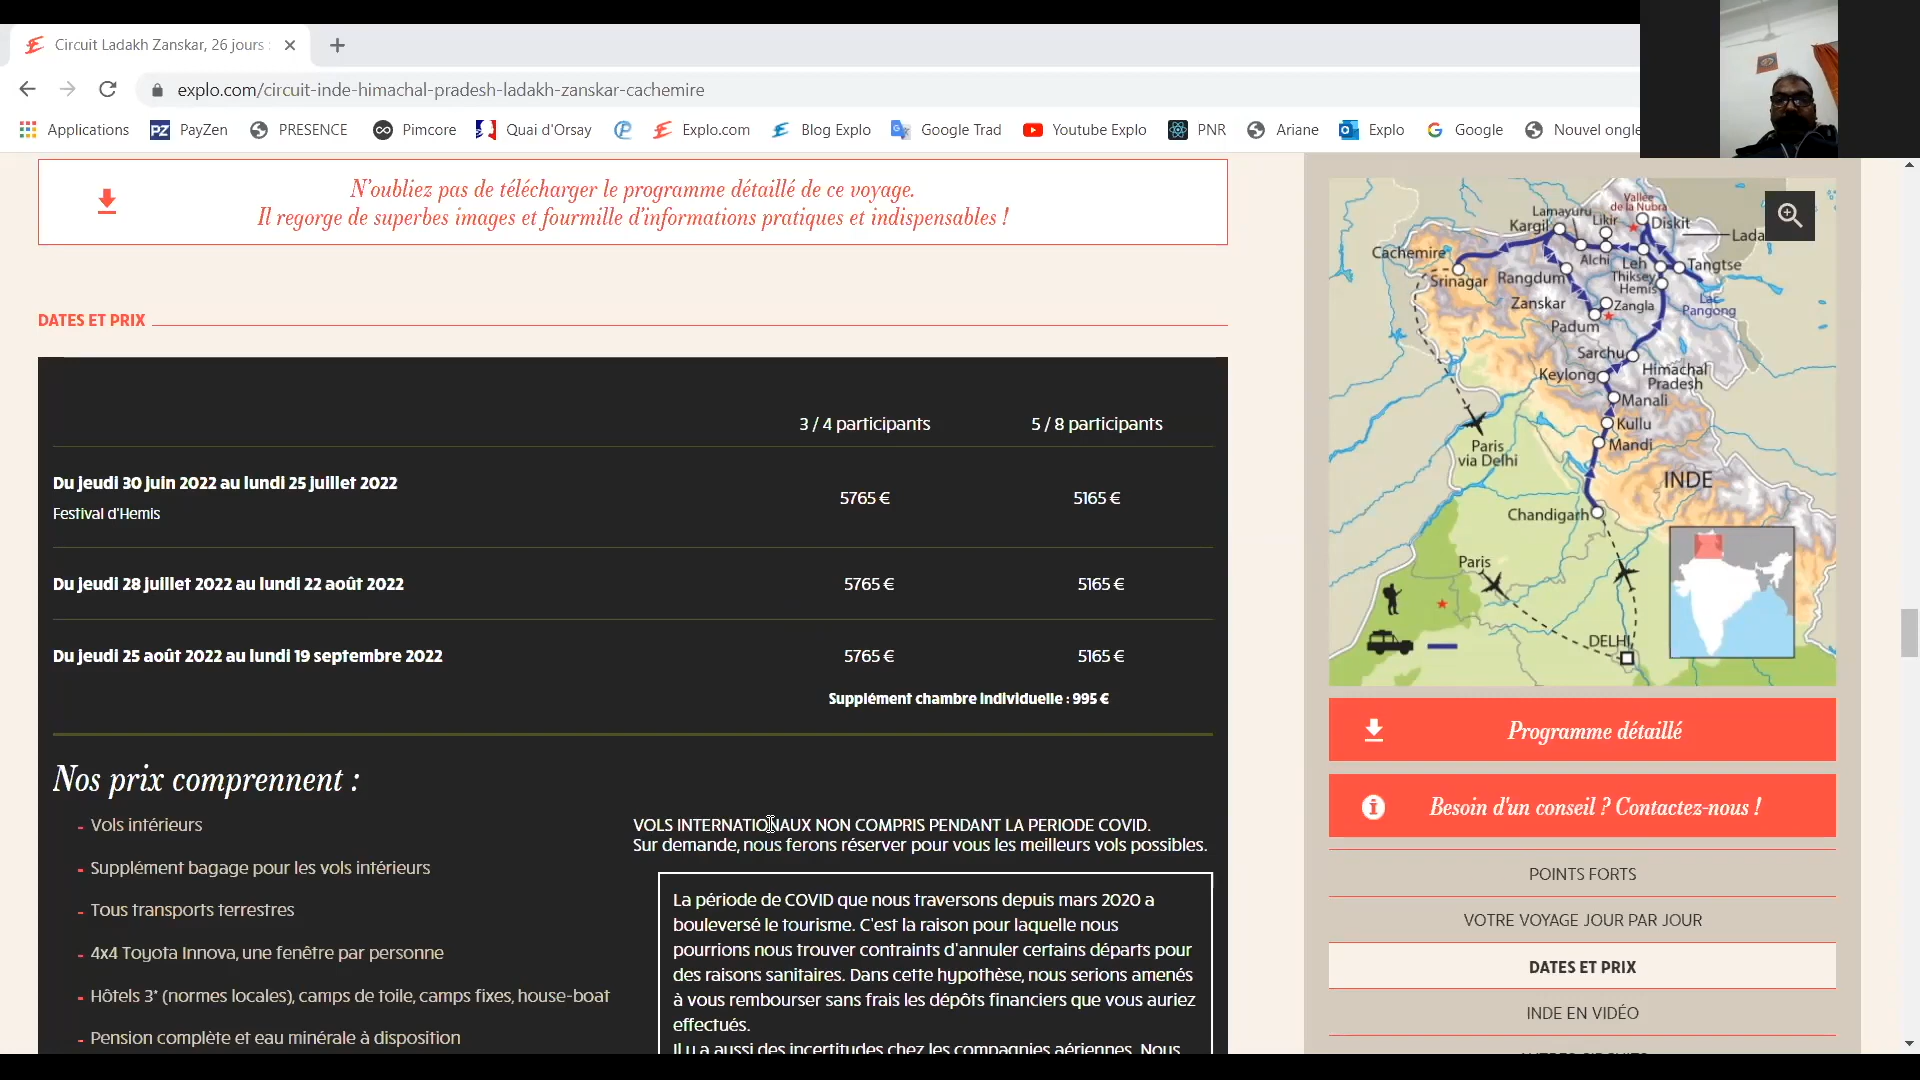 Circuit Ladakh Zanskar, 26 jours :
explo.com/circuit-inde-himachal-pradesh-ladakh-zanskar-cachemire
Applications PayZen PRESENCE Pimcore Quai d'Orsay Explo.com Blog Explo Google Trad Youtube Explo PNR Ariane Explo Google Nouvel ongle
N'oubliez pas de télécharger le programme détaillé de ce voyage.
Il regorge de superbes images et fourmille d'informations pratiques et indispensables !
DATES ET PRIX
3 / 4 participants 5 / 8 participants
Du jeudi 30 juin 2022 au lundi 25 juillet 2022
Festival d'Hemis
5765 € 5165 €
Du jeudi 28 juillet 2022 au lundi 22 août 2022 5765 € 5165 €
Du jeudi 25 août 2022 au lundi 19 septembre 2022 5765 € 5165 €
Supplément chambre individuelle : 995 €
Nos prix comprennent :
- Vols intérieurs
- Supplément bagage pour les vols intérieurs
- Tous transports terrestres
- 4x4 Toyota Innova, une fenêtre par personne
- Hôtels 3* (normes locales), camps de toile, camps fixes, house-boat
- Pension complète et eau minérale à disposition
VOLS INTERNATIONAUX NON COMPRIS PENDANT LA PERIODE COVID.
Sur demande, nous ferons réserver pour vous les meilleurs vols possibles.
La période de COVID que nous traversons depuis mars 2020 a
bouleversé le tourisme. C'est la raison pour laquelle nous
pourrions nous trouver contraints d'annuler certains départs pour
des raisons sanitaires. Dans cette hypothèse, nous serions amenés
à vous rembourser sans frais les dépôts financiers que vous auriez
effectués.
Il y a aussi des incertitudes chez les compagnies aériennes. Nous
Vallée
de la Nubra
Lamayuru
Likir
Diskit
Kargil
Lada
Cachemire
Alchi
Leh
Tangtse
Srinagar
Rangdum
Thiksey
Hemis
Zanskar
Zangla
Lac
Pangong
Padum
Sarchu
Keylong
Himachal
Pradesh
Manali
Kullu
Mandi
Paris
via Delhi
INDE
Chandigarh
Paris
DELHI
Programme détaillé
Besoin d'un conseil ? Contactez-nous !
POINTS FORTS
VOTRE VOYAGE JOUR PAR JOUR
DATES ET PRIX
INDE EN VIDÉO
AUTRES CIRCUITS